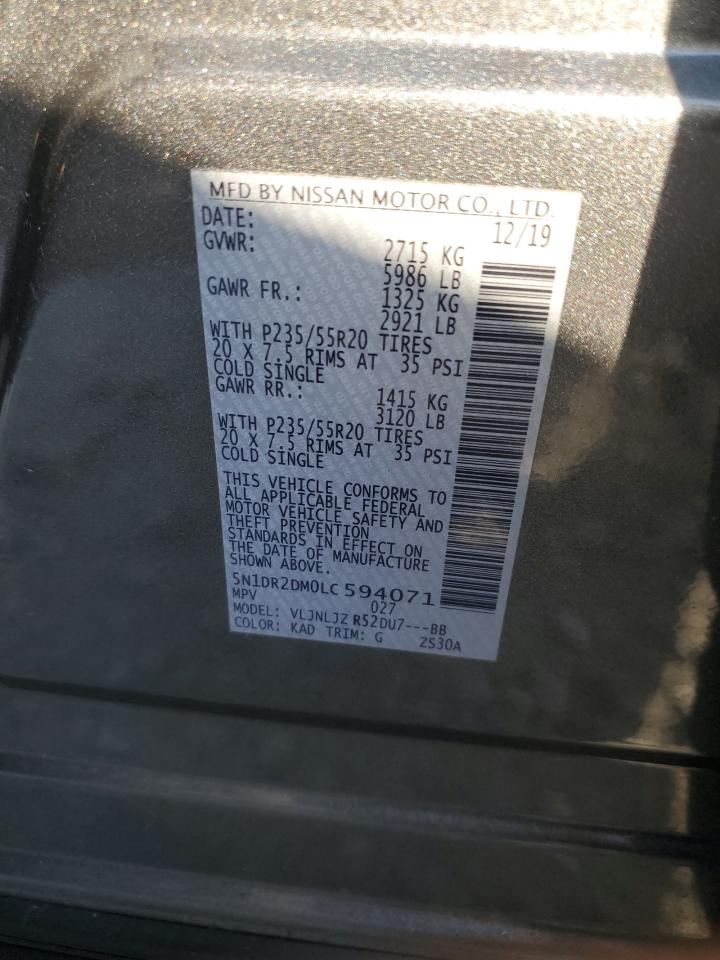 MFD BY NISSAN MOTOR CO., LTD.
DATE: 12/19
GVWR: 2715 KG
5986 LB
GAWR FR.: 1325 KG
2921 LB
WITH P235/55R20 TIRES
20 X 7.5 RIMS AT 35 PSI
COLD SINGLE
GAWR RR.: 1415 KG
3120 LB
WITH P235/55R20 TIRES
20 X 7.5 RIMS AT 35 PSI
COLD SINGLE
THIS VEHICLE CONFORMS TO
ALL APPLICABLE FEDERAL
MOTOR VEHICLE SAFETY AND
THEFT PREVENTION
STANDARDS IN EFFECT ON
THE DATE OF MANUFACTURE
SHOWN ABOVE.
5N1DR2DM0LC594071
MPV 027
MODEL: VLJNLJZ R52DU7---BB
COLOR: KAD TRIM: G ZS30A